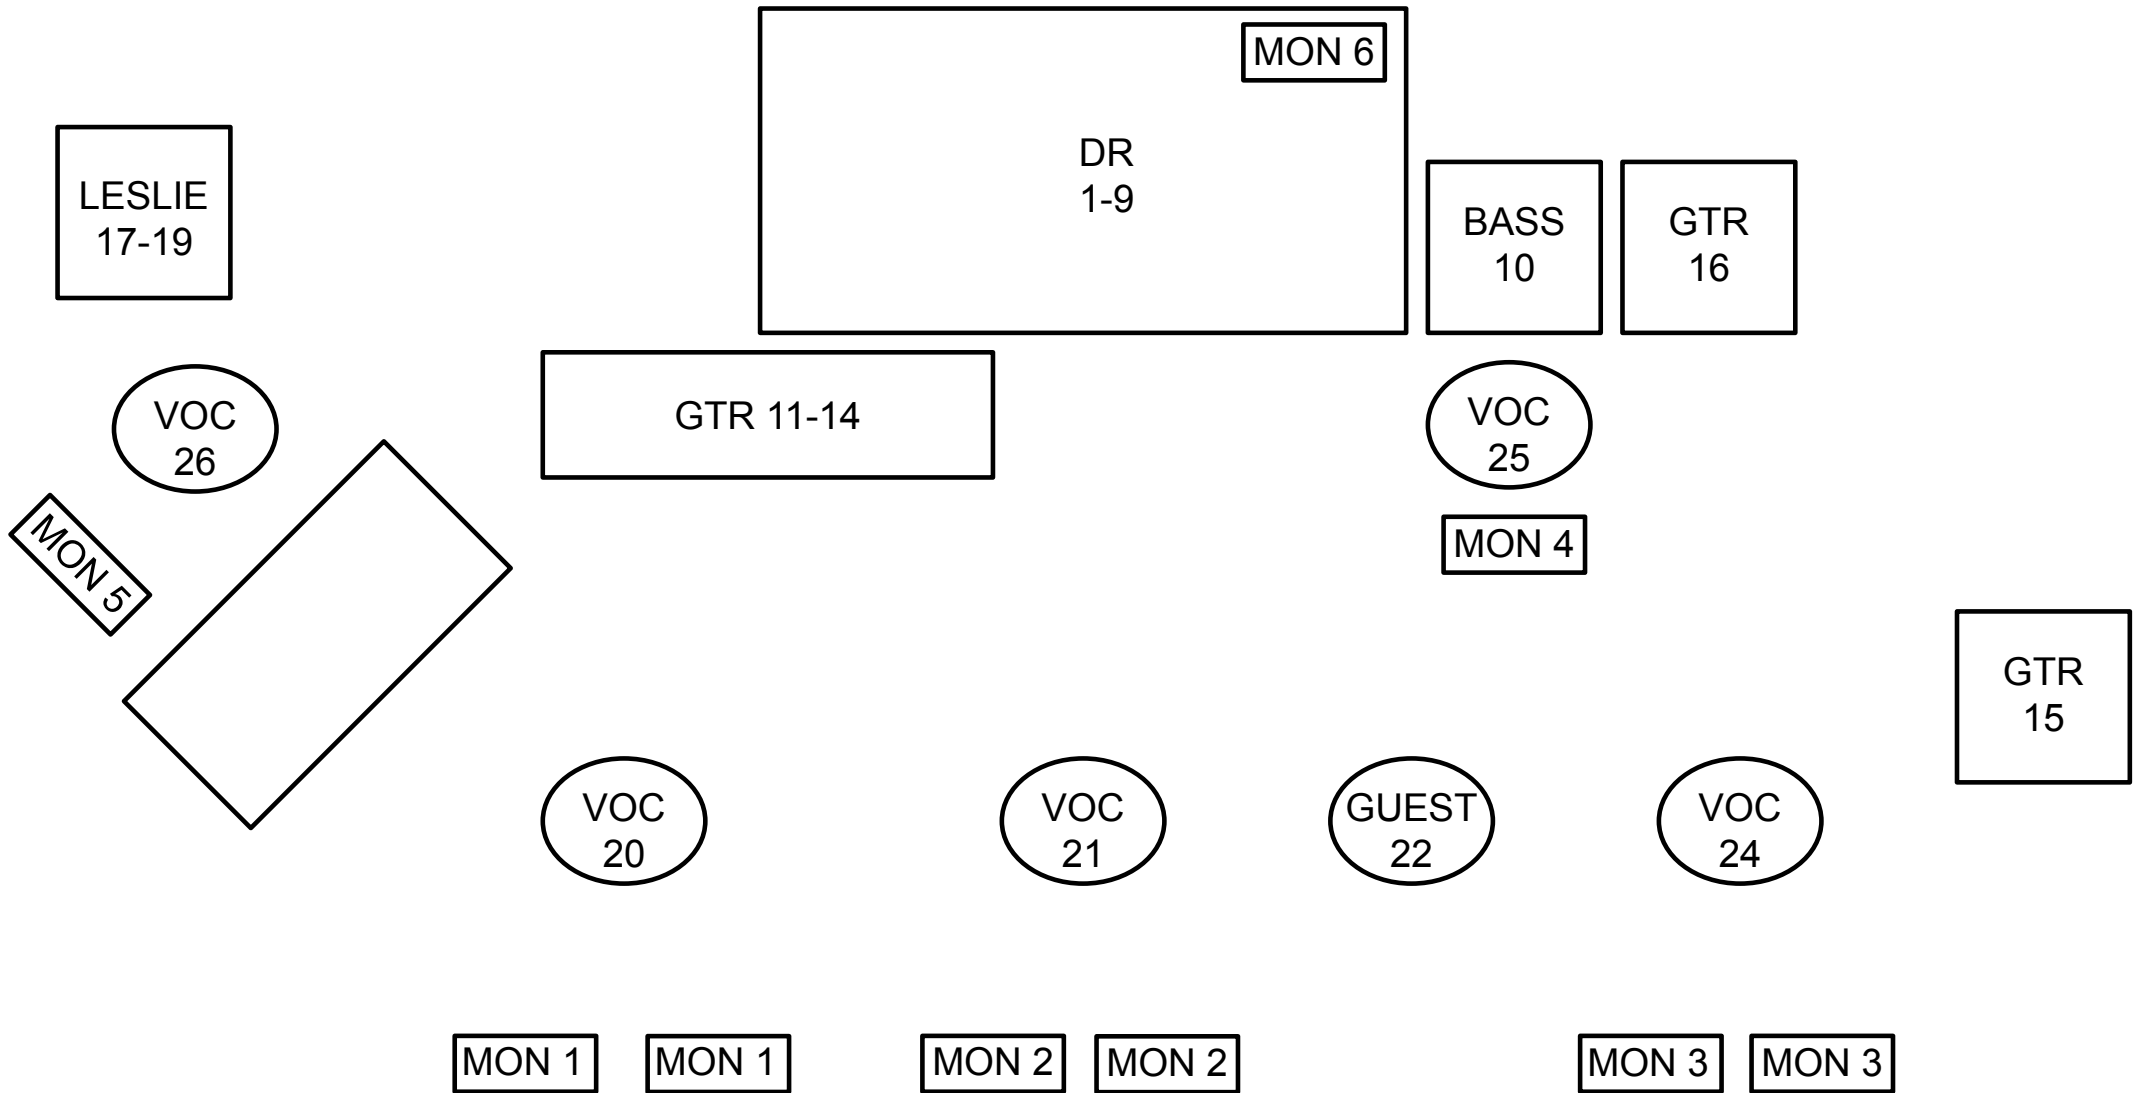 MON 6
DR
1-9
LESLIE
17-19
BASS
10
GTR
16
VOC
26
GTR 11-14
VOC
25
MON 5
MON 4
GTR
15
VOC
20
VOC
21
GUEST
22
VOC
24
MON 1
MON 1
MON 2
MON 2
MON 3
MON 3